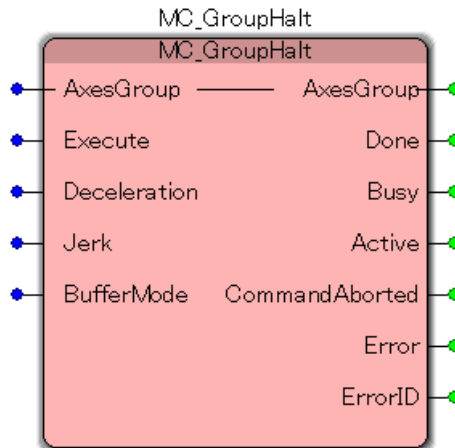 MC_GroupHalt
MC_GroupHalt
AxesGroup AxesGroup
Execute Done
Deceleration Busy
Jerk Active
BufferMode CommandAborted
Error
ErrorID